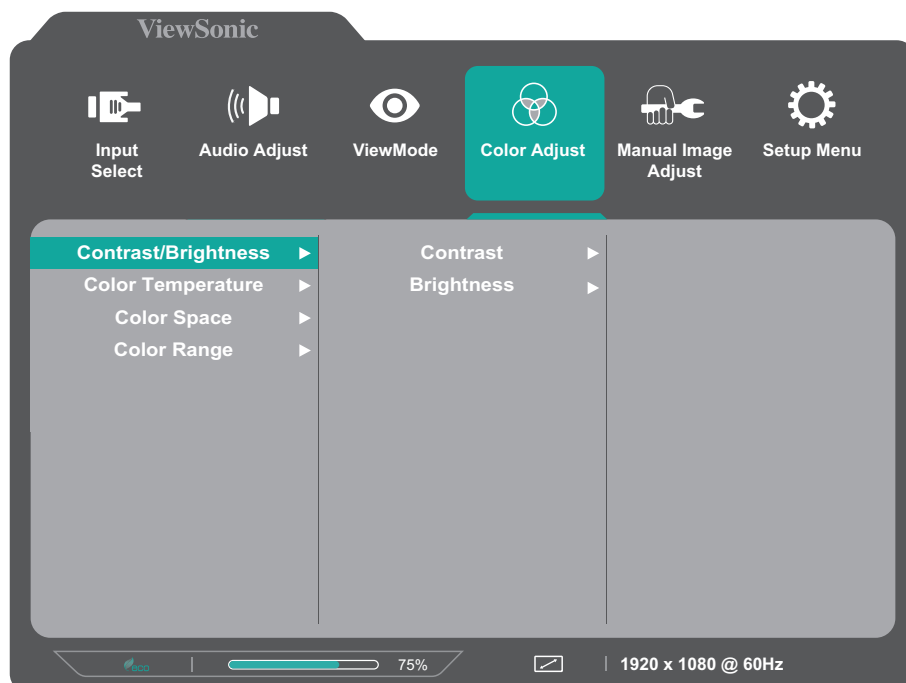 ViewSonic
Input
Select
Audio Adjust
ViewMode
Color Adjust
Manual Image
Adjust
Setup Menu
Contrast/Brightness
Color Temperature
Color Space
Color Range
Contrast
Brightness
ECO
75%
1920 x 1080 @ 60Hz